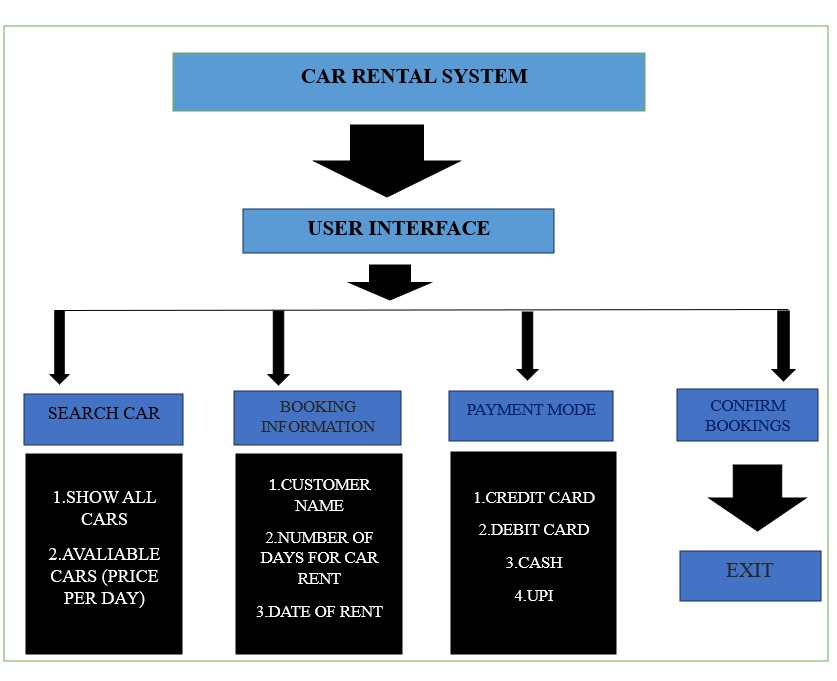 CAR RENTAL SYSTEM
USER INTERFACE
SEARCH CAR
1.SHOW ALL
CARS
2.AVALIABLE
CARS (PRICE
PER DAY)
BOOKING
INFORMATION
1.CUSTOMER
NAME
2.NUMBER OF
DAYS FOR CAR
RENT
3.DATE OF RENT
PAYMENT MODE
1.CREDIT CARD
2.DEBIT CARD
3.CASH
4.UPI
CONFIRM
BOOKINGS
EXIT